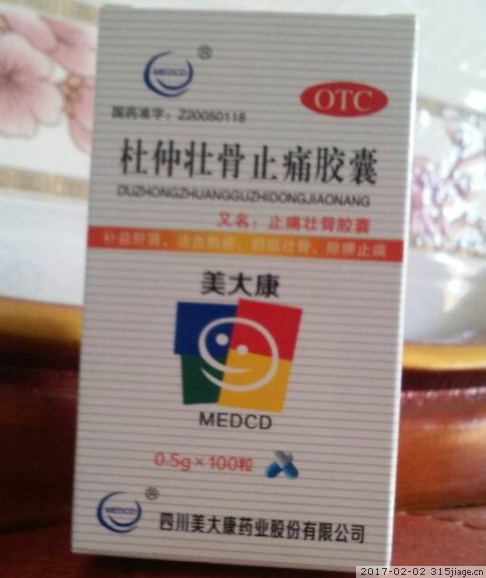 MEDCD ®
OTC
国药准字：Z20050118
杜仲壮骨止痛胶囊
DUZHONGZHUANGGUZHIDONGJIAONANG
又名：止痛壮骨胶囊
补益肝肾、活血散瘀、舒筋壮骨、除痹止痛
美大康
MEDCD
0.5g×100粒
MEDCD ®
四川美大康药业股份有限公司
2017-02-02 315jiage.cn